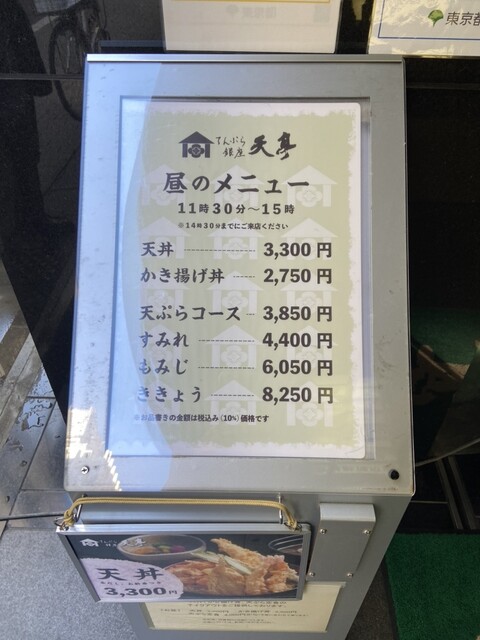 東京都
てんぷら
銀座
天亭
昼のメニュー
11時30分～15時
※14時30分までにご来店ください
天丼 3,300円
かき揚げ丼 2,750円
天ぷらコース 3,850円
すみれ 4,400円
もみじ 6,050円
ききょう 8,250円
※お品書きの金額は税込み(10%)価格です
天丼
3,300円